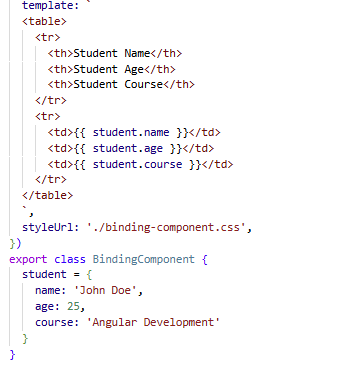 template: `
<table>
<tr>
<th>Student Name</th>
<th>Student Age</th>
<th>Student Course</th>
</tr>
<tr>
<td>{{ student.name }}</td>
<td>{{ student.age }}</td>
<td>{{ student.course }}</td>
</tr>
</table>
`,
styleUrl: './binding-component.css',
})
export class BindingComponent {
student = {
name: 'John Doe',
age: 25,
course: 'Angular Development'
}
}